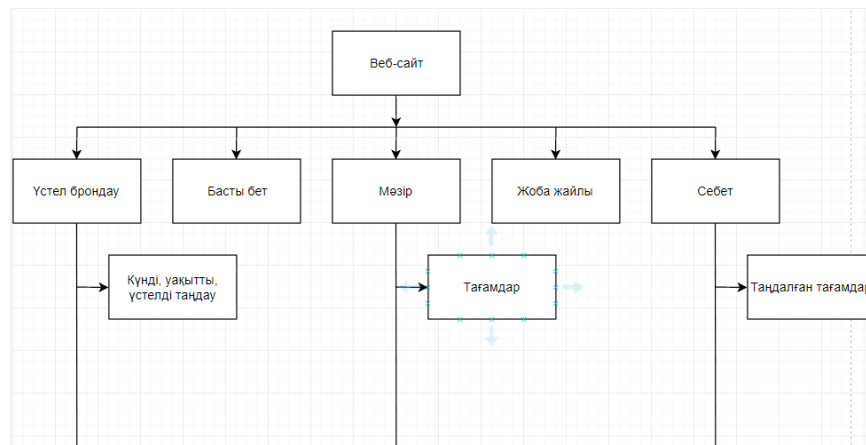 Веб-сайт
Үстел брондау
Басты бет
Мәзір
Жоба жайлы
Себет
Күнді, уақытты,
үстелді таңдау
Тағамдар
Таңдалған тағамдар